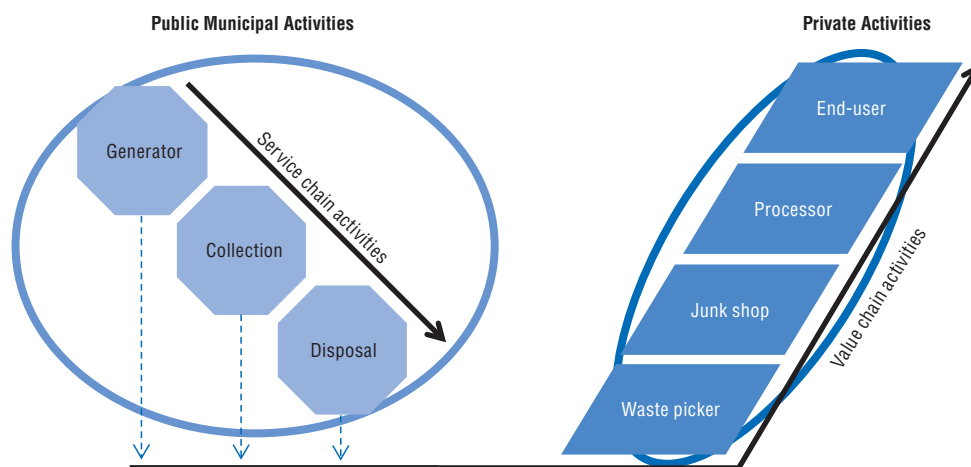 Public Municipal Activities
Private Activities
Generator
Collection
Disposal
Service chain activities
End-user
Processor
Junk shop
Waste picker
Value chain activities